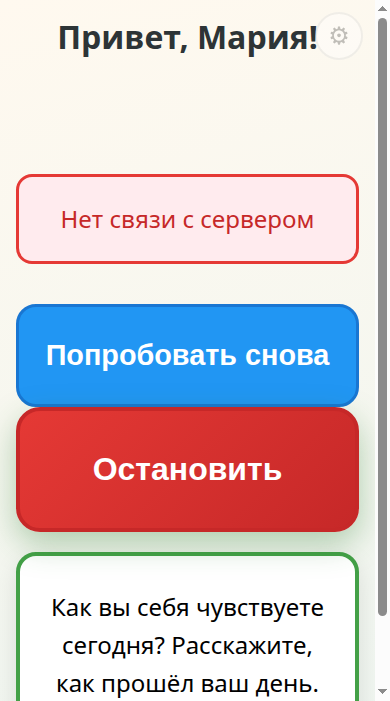 Привет, Мария!
Нет связи с сервером
Попробовать снова
Остановить
Как вы себя чувствуете
сегодня? Расскажите,
как прошёл ваш день.